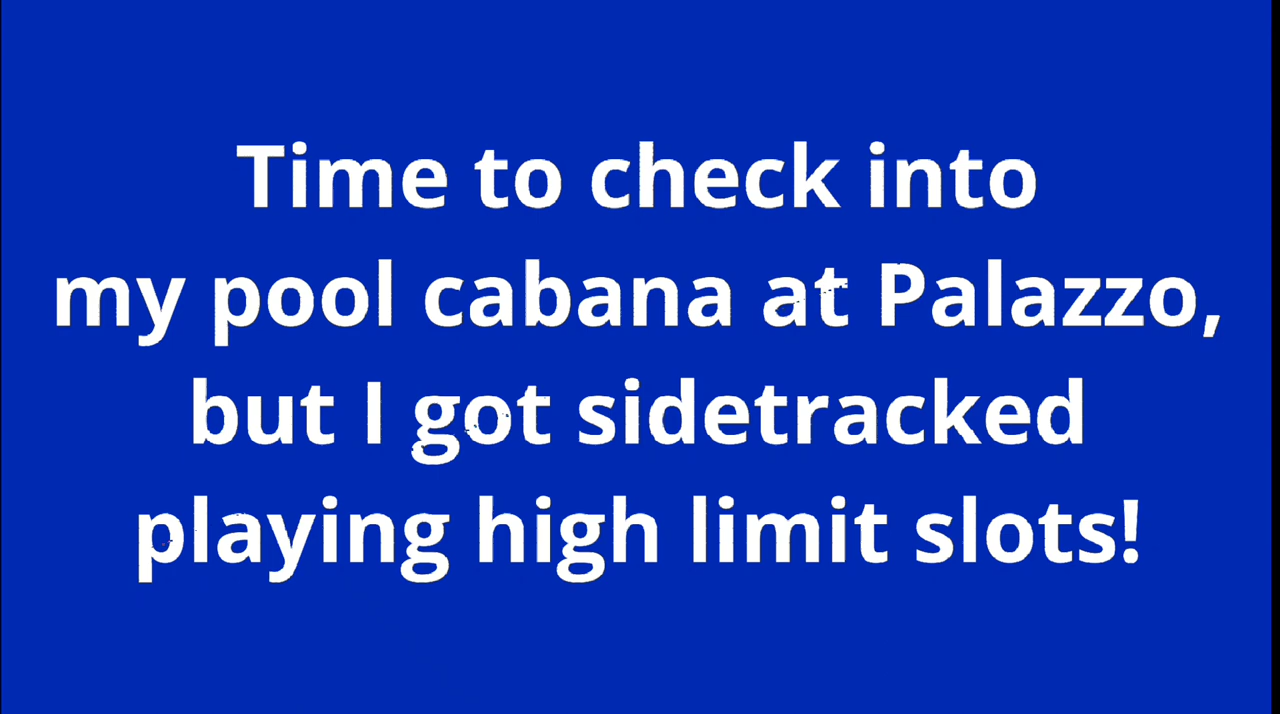 Time to check into
my pool cabana at Palazzo,
but I got sidetracked
playing high limit slots!